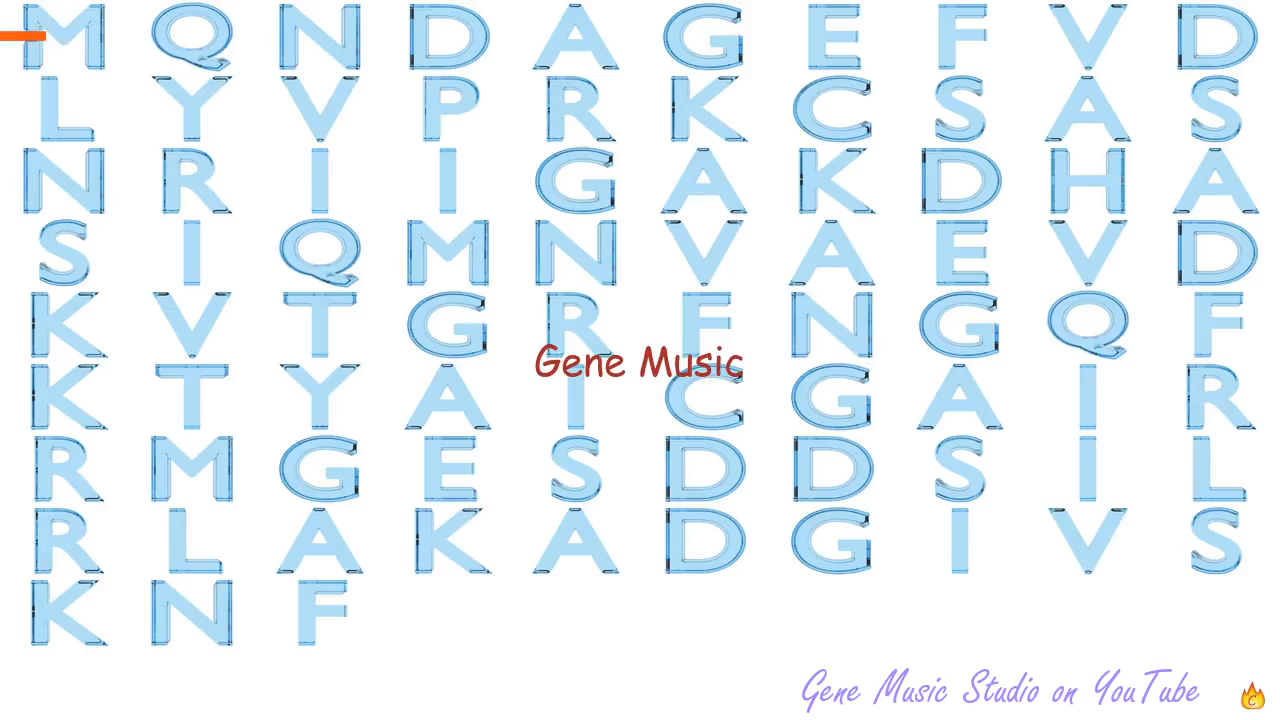 M Q N D A G E F V D
L Y V P R K C S A S
N R I I G A K D H A
S I Q M N V A E V D
K V T G R F N G Q F
K T Y A I C G A I R
R M G E S D D S I L
R L A K A D G I V S
K N F
Gene Music
Gene Music Studio on YouTube
C